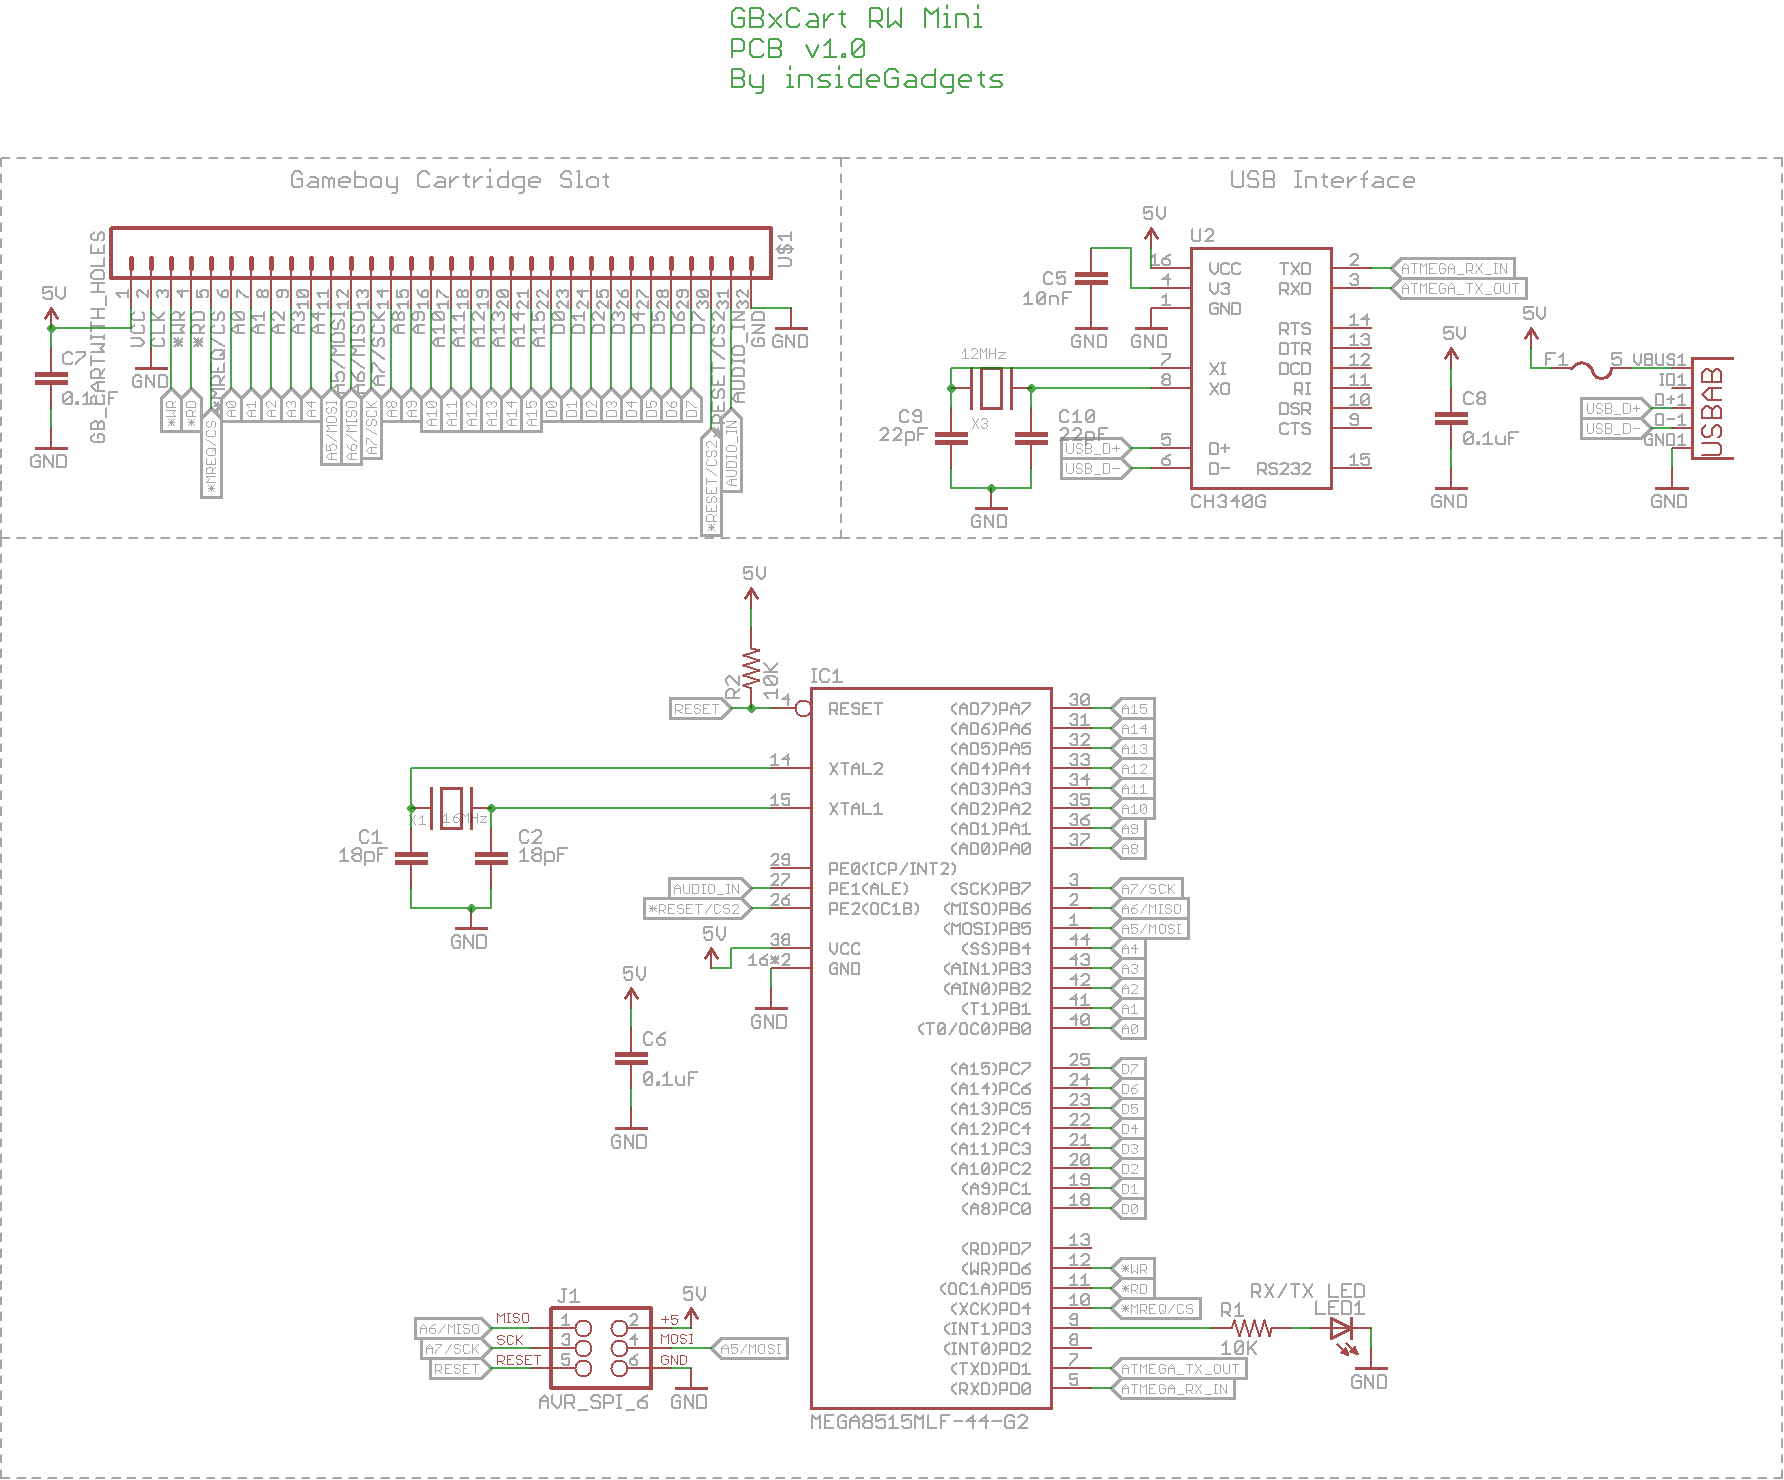 GBxCart RW Mini
PCB v1.0
By insideGadgets
Gameboy Cartridge Slot
GB_CARTWITH_HOLES
U$1
5V
C7
0.1uF
GND
1
2
3
4
5
6
7
8
9
10
11
12
13
14
15
16
17
18
19
20
21
22
23
24
25
26
27
28
29
30
31
32
VCC
CLK
*WR
*RD
*MREQ/CS
A0
A1
A2
A3
A4
A5/MOSI
A6/MISO
A7/SCK
A8
A9
A10
A11
A12
A13
A14
A15
D0
D1
D2
D3
D4
D5
D6
D7
*RESET/CS2
AUDIO_IN
GND
GND
GND
*WR
*RD
*MREQ/CS
A0
A1
A2
A3
A4
A5/MOSI
A6/MISO
A7/SCK
A8
A9
A10
A11
A12
A13
A14
A15
D0
D1
D2
D3
D4
D5
D6
D7
*RESET/CS2
AUDIO_IN
USB Interface
5V
U2
C5
10nF
GND
GND
16 VCC
4 V3
1 GND
7 XI
8 XO
5 D+
6 D-
TXD 2 ATMEGA_RX_IN
RXD 3 ATMEGA_TX_OUT
RTS 14
DTR 13
DCD 12
RI 11
DSR 10
CTS 9
RS232 15
CH340G
12MHz
X3
C9
22pF
C10
22pF
USB_D+
USB_D-
GND
5V
C8
0.1uF
GND
5V
F1
5 VBUS1
ID1
USB_D+ D+1
USB_D- D-1
GND1
USBAB
GND
5V
R2
10K
IC1
RESET 4 RESET
14 XTAL2
15 XTAL1
X1 16MHz
C1
18pF
C2
18pF
GND
29 PE0(ICP/INT2)
AUDIO_IN 27 PE1(ALE)
*RESET/CS2 26 PE2(OC1B)
5V
38 VCC
16*2 GND
GND
5V
C6
0.1uF
GND
(AD7)PA7 30 A15
(AD6)PA6 31 A14
(AD5)PA5 32 A13
(AD4)PA4 33 A12
(AD3)PA3 34 A11
(AD2)PA2 35 A10
(AD1)PA1 36 A9
(AD0)PA0 37 A8
(SCK)PB7 3 A7/SCK
(MISO)PB6 2 A6/MISO
(MOSI)PB5 1 A5/MOSI
(SS)PB4 44 A4
(AIN1)PB3 43 A3
(AIN0)PB2 42 A2
(T1)PB1 41 A1
(T0/OC0)PB0 40 A0
(A15)PC7 25 D7
(A14)PC6 24 D6
(A13)PC5 23 D5
(A12)PC4 22 D4
(A11)PC3 21 D3
(A10)PC2 20 D2
(A9)PC1 19 D1
(A8)PC0 18 D0
(RD)PD7 13
(WR)PD6 12 *WR
(OC1A)PD5 11 *RD
(XCK)PD4 10 *MREQ/CS
(INT1)PD3 9
(INT0)PD2 8
(TXD)PD1 7 ATMEGA_TX_OUT
(RXD)PD0 5 ATMEGA_RX_IN
MEGA8515MLF-44-G2
R1
10K
RX/TX LED
LED1
GND
J1
A6/MISO MISO 1 2 +5 5V
A7/SCK SCK 3 4 MOSI A5/MOSI
RESET RESET 5 6 GND
AVR_SPI_6
GND